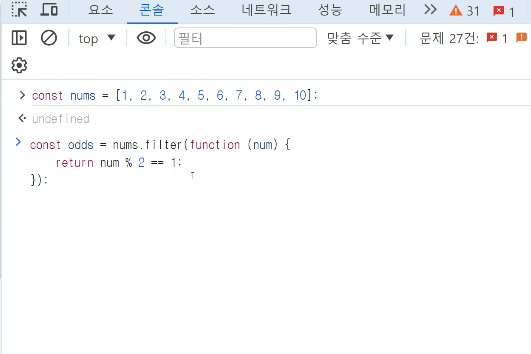 요소 콘솔 소스 네트워크 성능 메모리 31 1
top 필터 맞춤 수준 문제 27건: 1
> const nums = [1, 2, 3, 4, 5, 6, 7, 8, 9, 10];
undefined
> const odds = nums.filter(function (num) {
return num % 2 == 1;
});